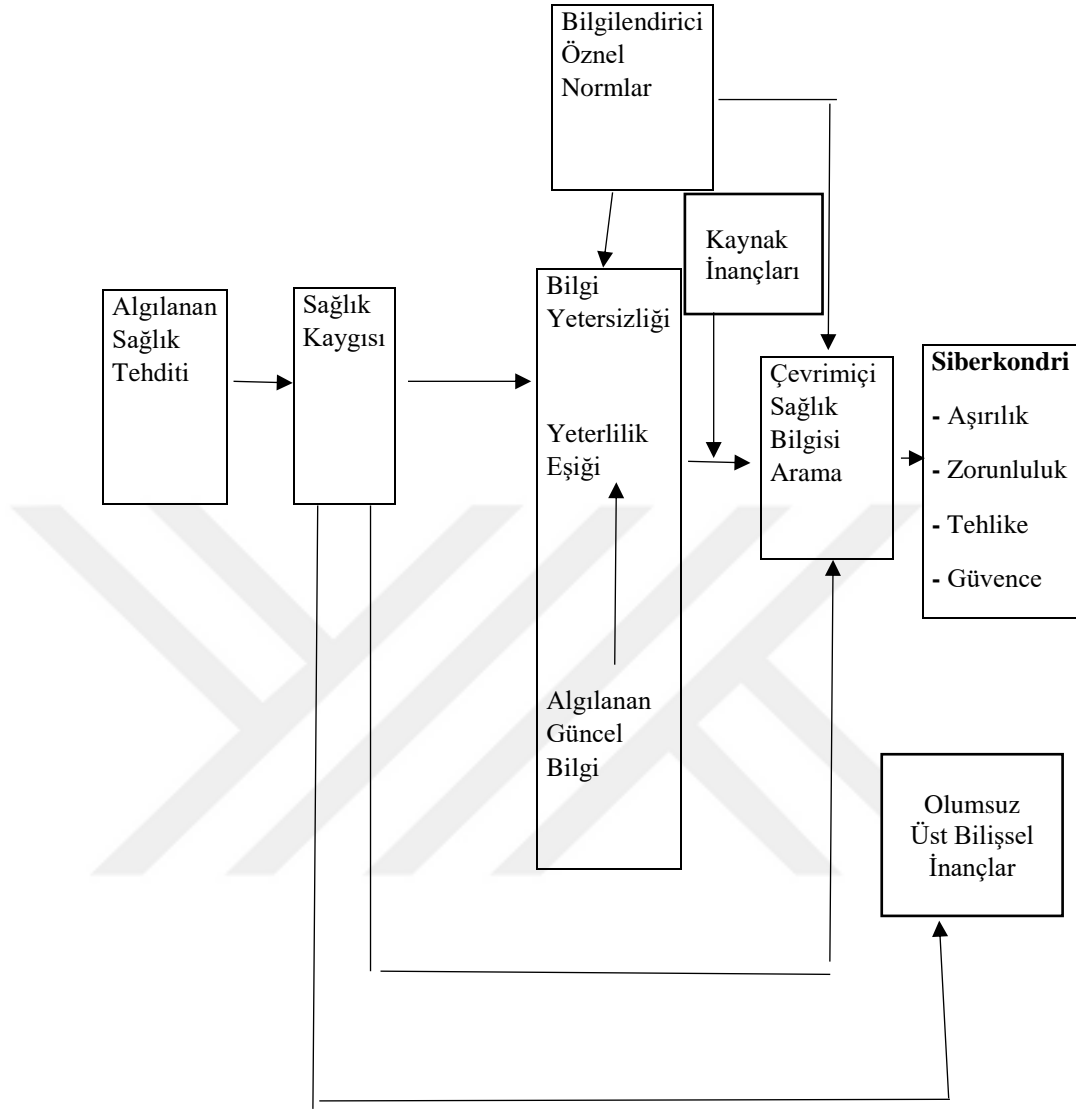 Bilgilendirici
Öznel
Normlar
Kaynak
İnançları
Algılanan
Sağlık
Tehditi
Sağlık
Kaygısı
Bilgi
Yetersizliği
Yeterlilik
Eşiği
Algılanan
Güncel
Bilgi
Çevrimiçi
Sağlık
Bilgisi
Arama
Siberkondri
- Aşırılık
- Zorunluluk
- Tehlike
- Güvence
Olumsuz
Üst Bilişsel
İnançlar